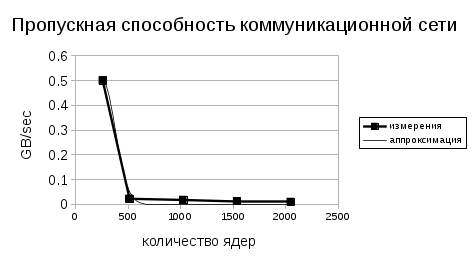 Пропускная способность коммуникационной сети
0.6
0.5
0.4
0.3
0.2
0.1
0
GB/sec
0
500
1000
1500
2000
2500
количество ядер
измерения
аппроксимация